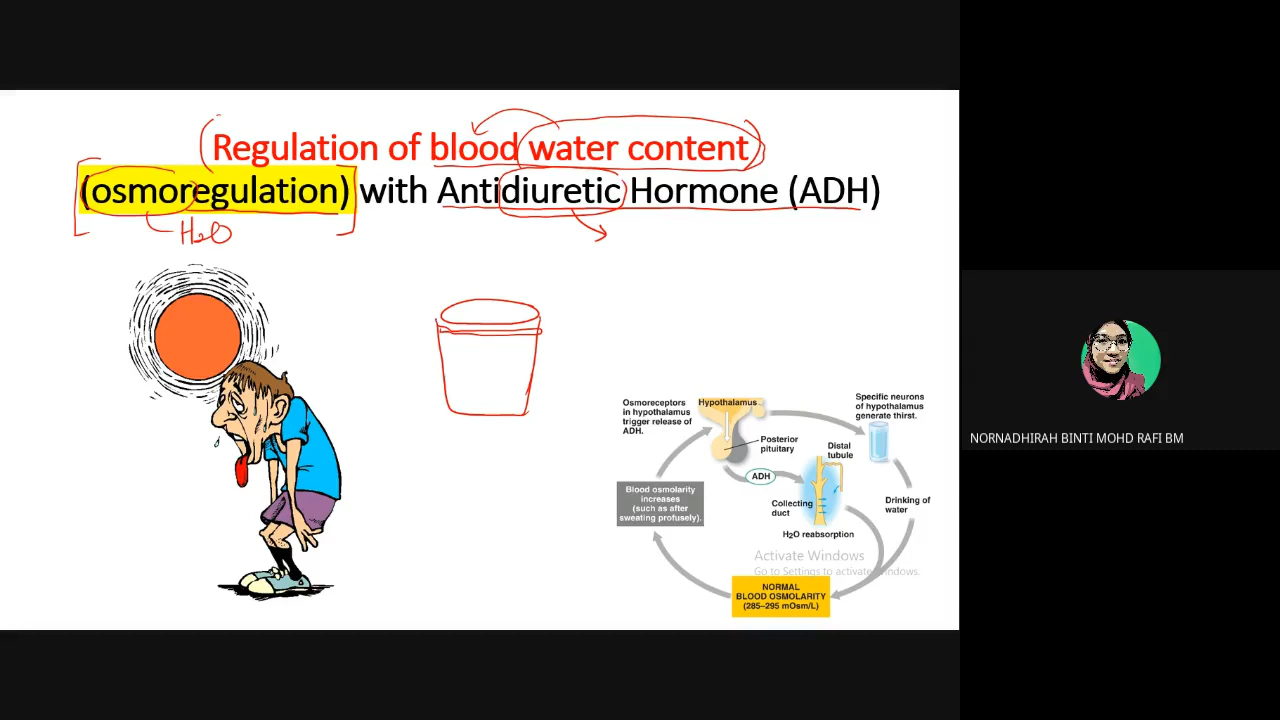 Regulation of blood water content
(osmoregulation) with Antidiuretic Hormone (ADH)
H₂O
Osmoreceptors
in hypothalamus
trigger release of
ADH.
Hypothalamus
Specific neurons
of hypothalamus
generate thirst.
Posterior
pituitary
Distal
tubule
ADH
Blood osmolarity
increases
(such as after
sweating profusely).
Collecting
duct
Drinking of
water
H2O reabsorption
Activate Windows
Go to Settings to activate Windows.
NORMAL
BLOOD OSMOLARITY
(285–295 mOsm/L)
NORNADHIRAH BINTI MOHD RAFI BM